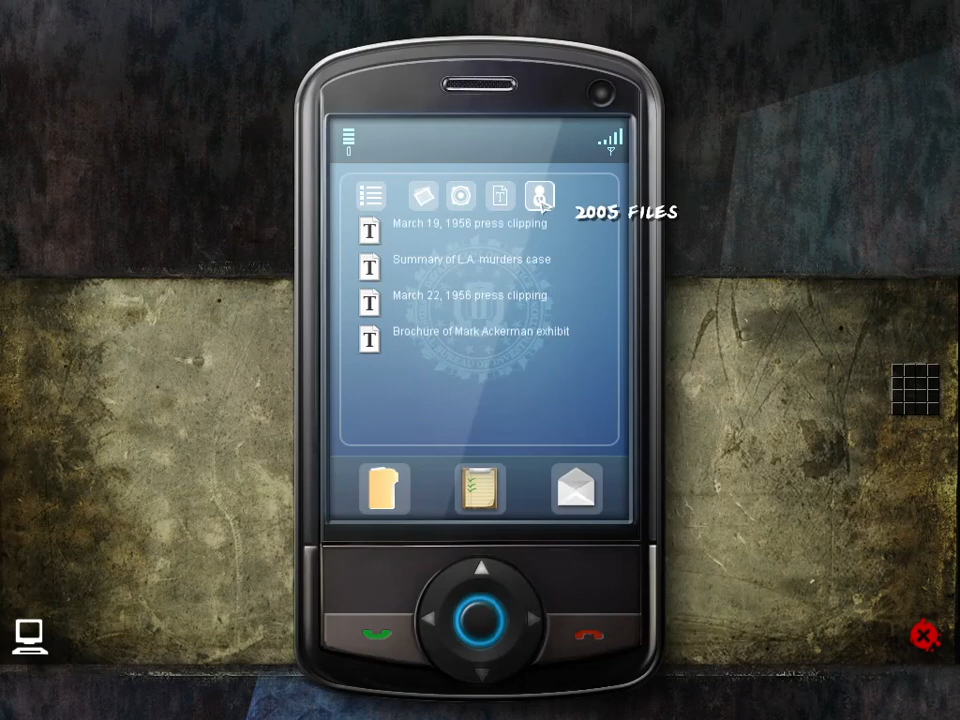 2005 FILES
March 19, 1956 press clipping
Summary of L.A. murders case
March 22, 1956 press clipping
Brochure of Mark Ackerman exhibit